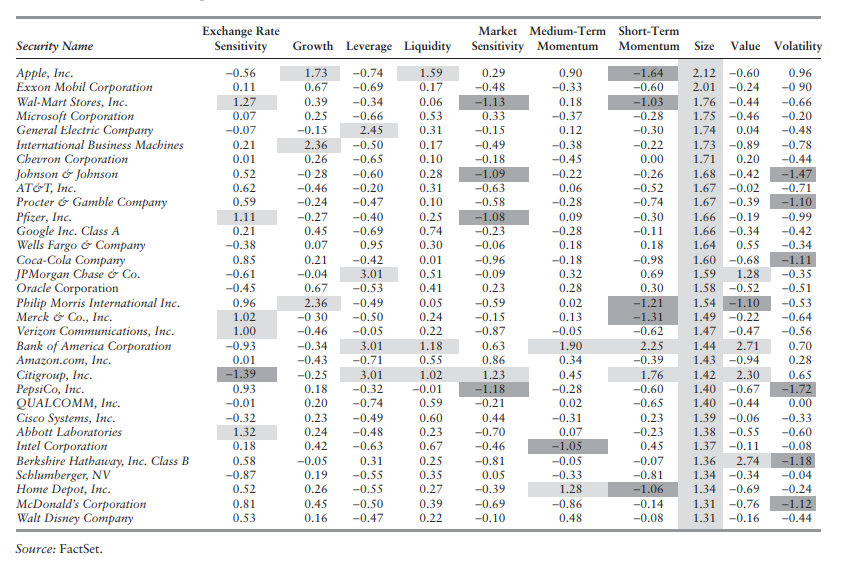 Exchange Rate Market Medium-Term Short-Term
Security Name Sensitivity Growth Leverage Liquidity Sensitivity Momentum Momentum Size Value Volatility
Apple, Inc. −0.56 1.73 −0.74 1.59 0.29 0.90 −1.64 2.12 −0.60 0.96
Exxon Mobil Corporation 0.11 0.67 −0.69 0.17 −0.48 −0.33 −0.60 2.01 −0.24 −0 90
Wal-Mart Stores, Inc. 1.27 0.39 −0.34 0.06 −1.13 0.18 −1.03 1.76 −0.44 −0.66
Microsoft Corporation 0.07 0.25 −0.66 0.53 0.33 −0.37 −0.28 1.75 −0.46 −0.20
General Electric Company −0.07 −0.15 2.45 0.31 −0.15 0.12 −0.30 1.74 0.04 −0.48
International Business Machines 0.21 2.36 −0.50 0.17 −0.49 −0.38 −0.22 1.73 −0.89 −0.78
Chevron Corporation 0.01 0.26 −0.65 0.10 −0.18 −0.45 0.00 1.71 0.20 −0.44
Johnson & Johnson 0.52 −0 28 −0.60 0.28 −1.09 −0.22 −0.26 1.68 −0.42 −1.47
AT&T, Inc. 0.62 −0.46 −0.20 0.31 −0.63 0.06 −0.52 1.67 −0.02 −0.71
Procter & Gamble Company 0.59 −0.24 −0.47 0.10 −0.58 −0.28 −0.74 1.67 −0.39 −1.10
Pfizer, Inc. 1.11 −0.27 −0.40 0.25 −1.08 0.09 −0.30 1.66 −0.19 −0.99
Google Inc. Class A 0.21 0.45 −0.69 0.74 −0.23 −0.28 −0.11 1.66 −0.34 −0.42
Wells Fargo & Company −0.38 0.07 0.95 0.30 −0.06 0.18 0.18 1.64 0.55 −0.34
Coca-Cola Company 0.85 0.21 −0.42 0.01 −0.96 −0.18 −0.98 1.60 −0.68 −1.11
JPMorgan Chase & Co. −0.61 −0.04 3.01 0.51 −0.09 0.32 0.69 1.59 1.28 −0.35
Oracle Corporation −0.45 0.67 −0.53 0.41 0.23 0.28 0.30 1.58 −0.52 −0.51
Philip Morris International Inc. 0.96 2.36 −0.49 0.05 −0.59 0.02 −1.21 1.54 −1.10 −0.53
Merck & Co., Inc. 1.02 −0 30 −0.50 0.24 −0.15 0.13 −1.31 1.49 −0.22 −0.64
Verizon Communications, Inc. 1.00 −0.46 −0.05 0.22 −0.87 −0.05 −0.62 1.47 −0.47 −0.56
Bank of America Corporation −0.93 −0.34 3.01 1.18 0.63 1.90 2.25 1.44 2.71 0.70
Amazon.com, Inc. 0.01 −0.43 −0.71 0.55 0.86 0.34 −0.39 1.43 −0.94 0.28
Citigroup, Inc. −1.39 −0.25 3.01 1.02 1.23 0.45 1.76 1.42 2.30 0.65
PepsiCo, Inc. 0.93 0.18 −0.32 −0.01 −1.18 −0.28 −0.60 1.40 −0.67 −1.72
QUALCOMM, Inc. −0.01 0.20 −0.74 0.59 −0.21 0.02 −0.65 1.40 −0.44 0.00
Cisco Systems, Inc. −0.32 0.23 −0.49 0.60 0.44 −0.31 0.23 1.39 −0.06 −0.33
Abbott Laboratories 1.32 0.24 −0.48 0.23 −0.70 0.07 −0.23 1.38 −0.55 −0.60
Intel Corporation 0.18 0.42 −0.63 0.67 −0.46 −1.05 0.45 1.37 −0.11 −0.08
Berkshire Hathaway, Inc. Class B 0.58 −0.05 0.31 0.25 −0.81 −0.05 −0.07 1.36 2.74 −1.18
Schlumberger, NV −0.87 0.19 −0.55 0.35 0.05 −0.33 −0.81 1.34 −0.34 −0.04
Home Depot, Inc. 0.52 0.26 −0.55 0.27 −0.39 1.28 −1.06 1.34 −0.69 −0.24
McDonald's Corporation 0.81 0.45 −0.50 0.39 −0.69 −0.86 −0.14 1.31 −0.76 −1.12
Walt Disney Company 0.53 0.16 −0.47 0.22 −0.10 0.48 −0.08 1.31 −0.16 −0.44
Source: FactSet.